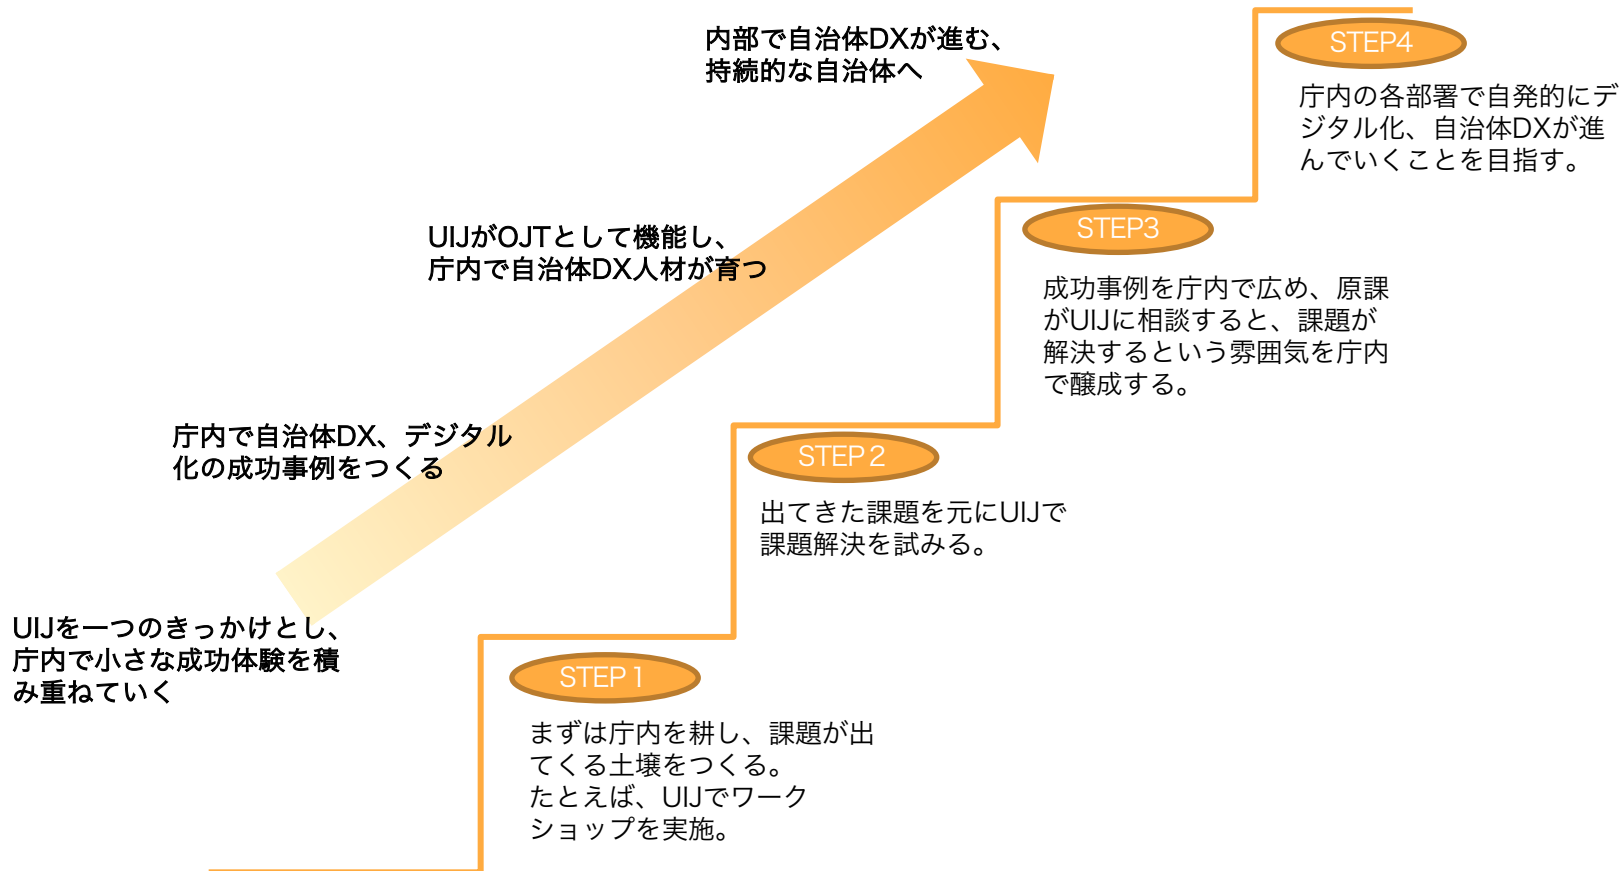 内部で自治体DXが進む、
持続的な自治体へ
UIJがOJTとして機能し、
庁内で自治体DX人材が育つ
庁内で自治体DX、デジタル
化の成功事例をつくる
UIJを一つのきっかけとし、
庁内で小さな成功体験を積
み重ねていく
STEP1
まずは庁内を耕し、課題が出
てくる土壌をつくる。
たとえば、UIJでワーク
ショップを実施。
STEP2
出てきた課題を元にUIJで
課題解決を試みる。
STEP3
成功事例を庁内で広め、原課
がUIJに相談すると、課題が
解決するという雰囲気を庁内
で醸成する。
STEP4
庁内の各部署で自発的にデ
ジタル化、自治体DXが進
んでいくことを目指す。